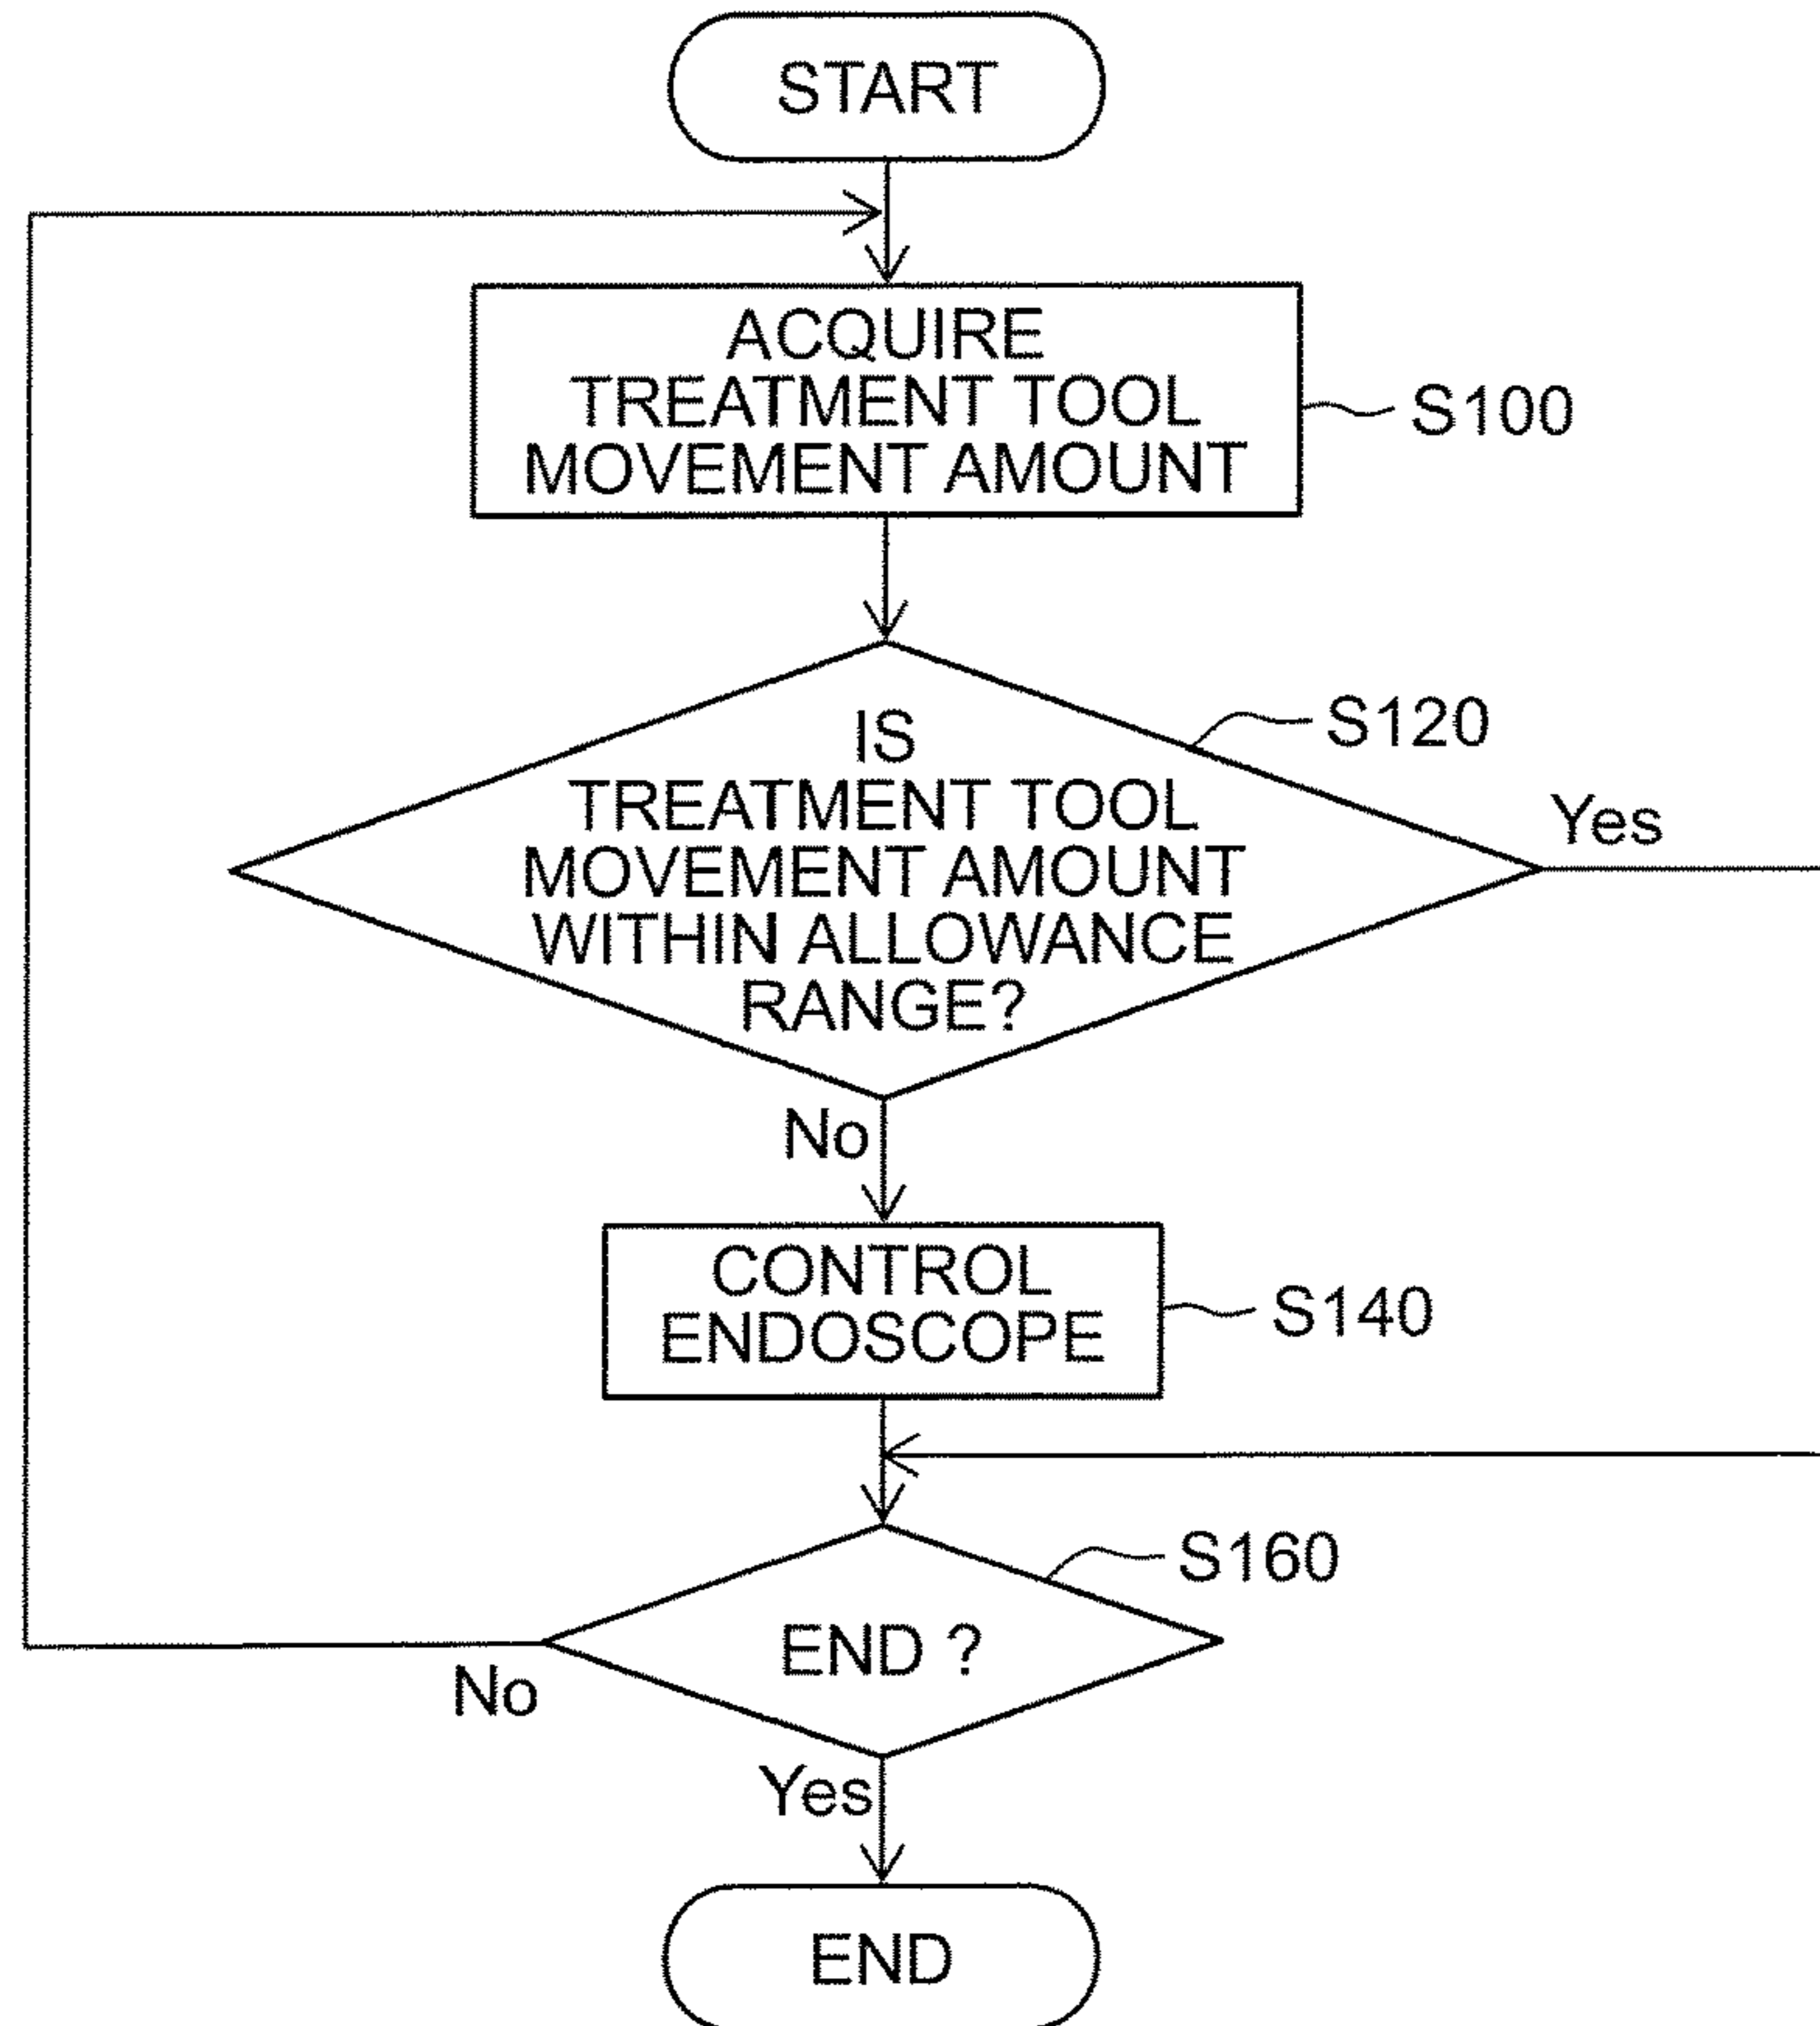 START
ACQUIRE
TREATMENT TOOL
MOVEMENT AMOUNT
S100
IS
TREATMENT TOOL
MOVEMENT AMOUNT
WITHIN ALLOWANCE
RANGE?
S120
Yes
No
CONTROL
ENDOSCOPE
S140
END ?
S160
No
Yes
END